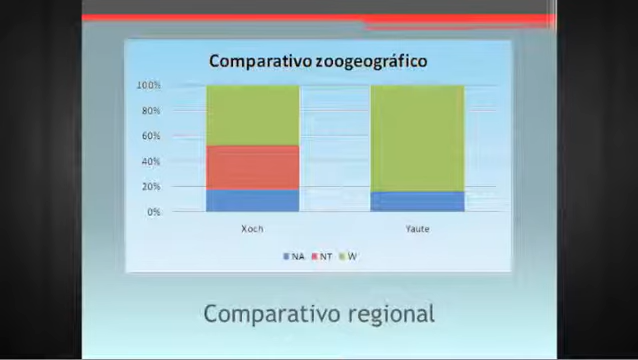 Comparativo zoogeográfico
100%
80%
60%
40%
20%
0%
Xoch Yaute
NA NT W
Comparativo regional